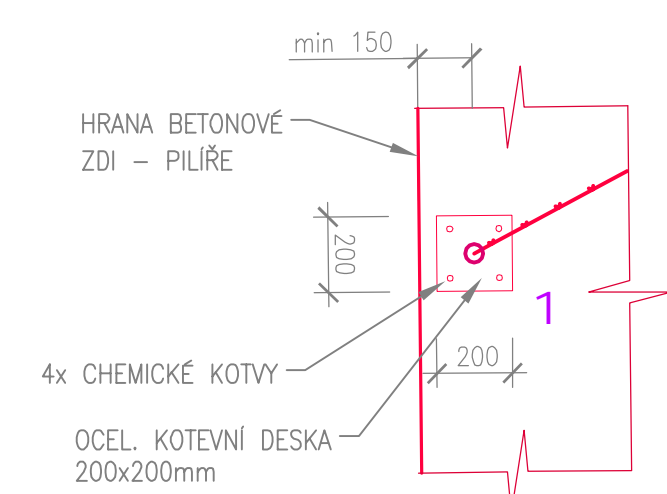 min 150
HRANA BETONOVÉ
ZDI – PILÍŘE
200
1
200
4x CHEMICKÉ KOTVY
OCEL. KOTEVNÍ DESKA
200x200mm